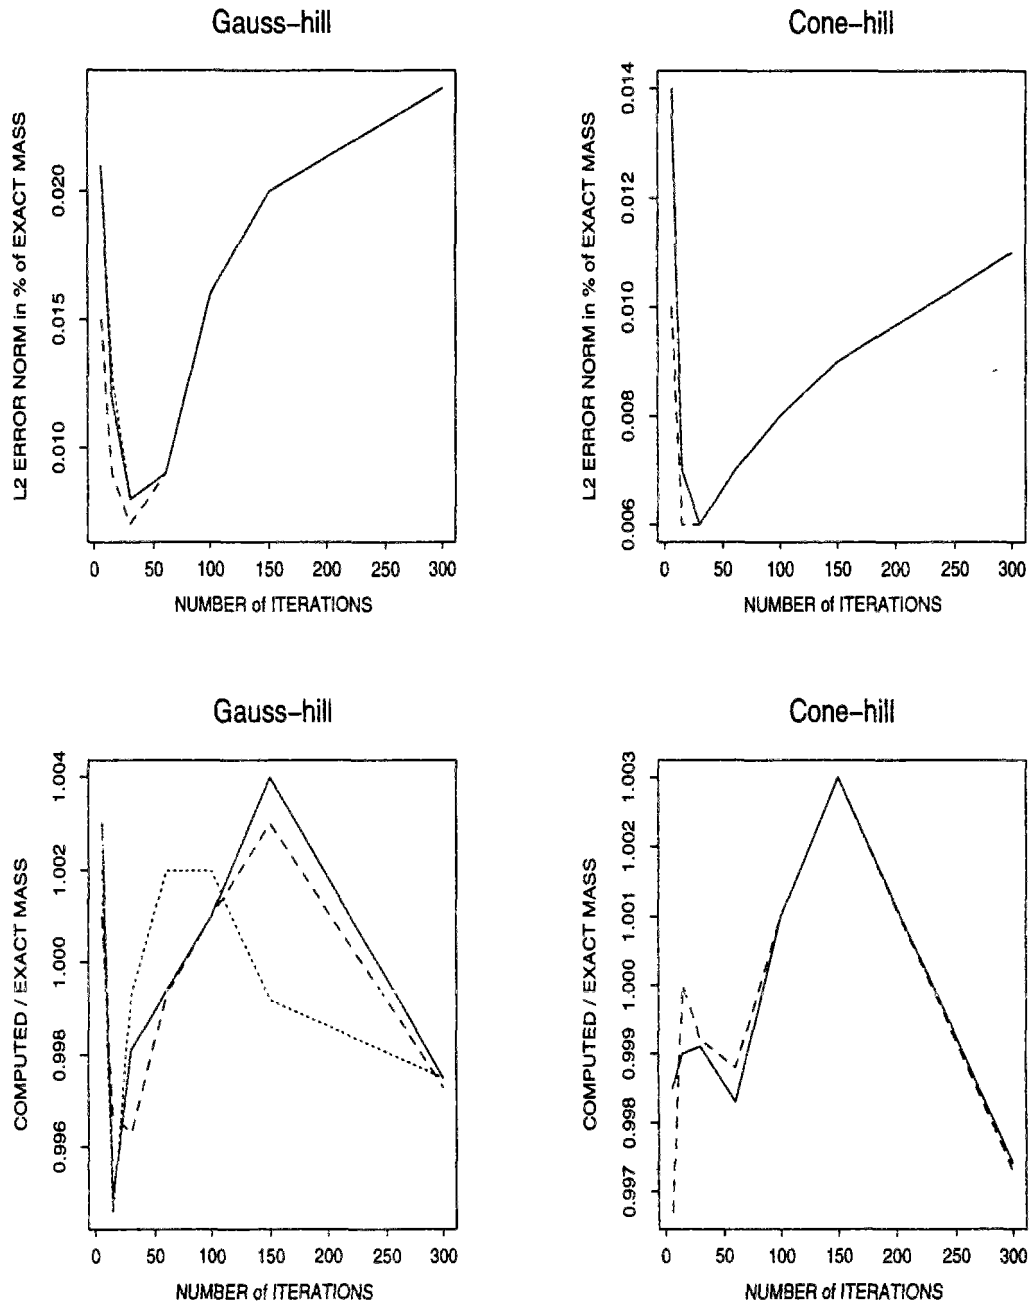 Gauss–hill
L2 ERROR NORM in % of EXACT MASS
0.020
0.015
0.010
0 50 100 150 200 250 300
NUMBER of ITERATIONS
Cone–hill
L2 ERROR NORM in % of EXACT MASS
0.014
0.012
0.010
0.008
0.006
0 50 100 150 200 250 300
NUMBER of ITERATIONS
Gauss–hill
COMPUTED / EXACT MASS
1.004
1.002
1.000
0.998
0.996
0 50 100 150 200 250 300
NUMBER of ITERATIONS
Cone–hill
COMPUTED / EXACT MASS
1.003
1.002
1.001
1.000
0.999
0.998
0.997
0 50 100 150 200 250 300
NUMBER of ITERATIONS